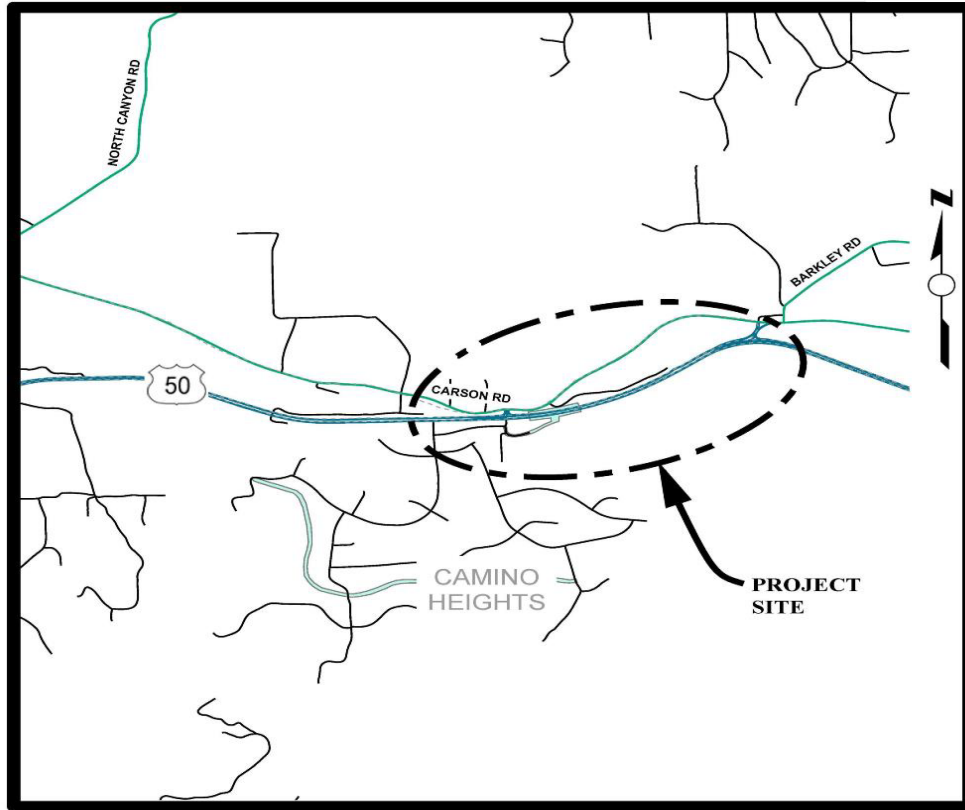 NORTH CANYON RD
N
BARKLEY RD
50
CARSON RD
CAMINO
HEIGHTS
PROJECT
SITE